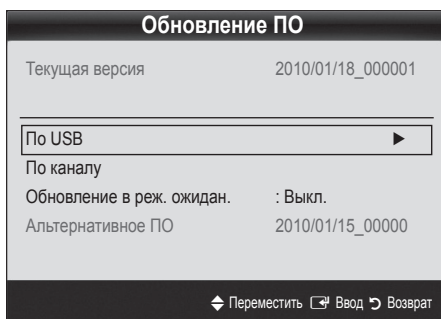 Обновление ПО
Текущая версия 2010/01/18_000001
По USB ►
По каналу
Обновление в реж. ожидан. : Выкл.
Альтернативное ПО 2010/01/15_00000
Переместить Ввод Возврат